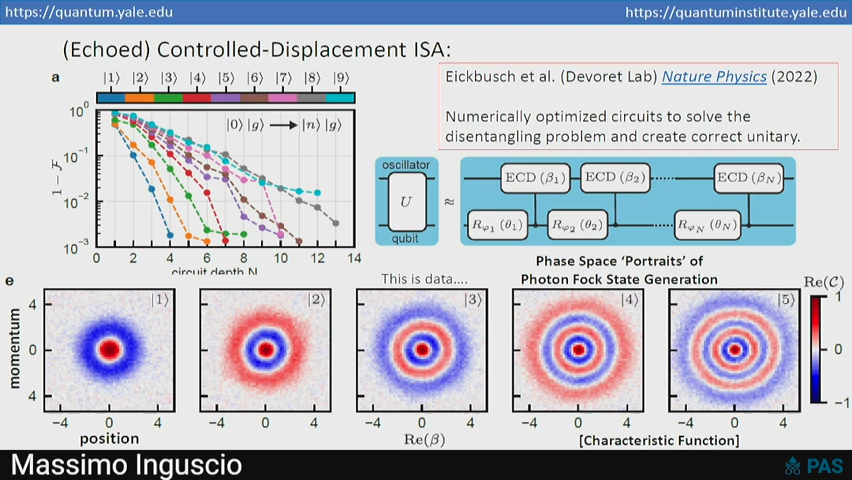 https://quantum.yale.edu
https://quantuminstitute.yale.edu
(Echoed) Controlled-Displacement ISA:
a
|1⟩ |2⟩ |3⟩ |4⟩ |5⟩ |6⟩ |7⟩ |8⟩ |9⟩
|0⟩ |g⟩ ⟶ |n⟩ |g⟩
10⁰
10⁻¹
10⁻²
10⁻³
1 − F
0 2 4 6 8 10 12 14
circuit depth N
Eickbusch et al. (Devoret Lab) Nature Physics (2022)
Numerically optimized circuits to solve the
disentangling problem and create correct unitary.
oscillator
U
qubit
≈
ECD (β₁) ECD (β₂) ECD (βN)
Rφ₁ (θ₁) Rφ₂ (θ₂) RφN (θN)
Phase Space ‘Portraits’ of
Photon Fock State Generation
This is data....
e
|1⟩ |2⟩ |3⟩ |4⟩ |5⟩
Re(C)
1
0
−1
momentum
4
0
4
−4 0 4 −4 0 4 −4 0 4 −4 0 4 −4 0 4
position
Re(β)
[Characteristic Function]
Massimo Inguscio
PAS